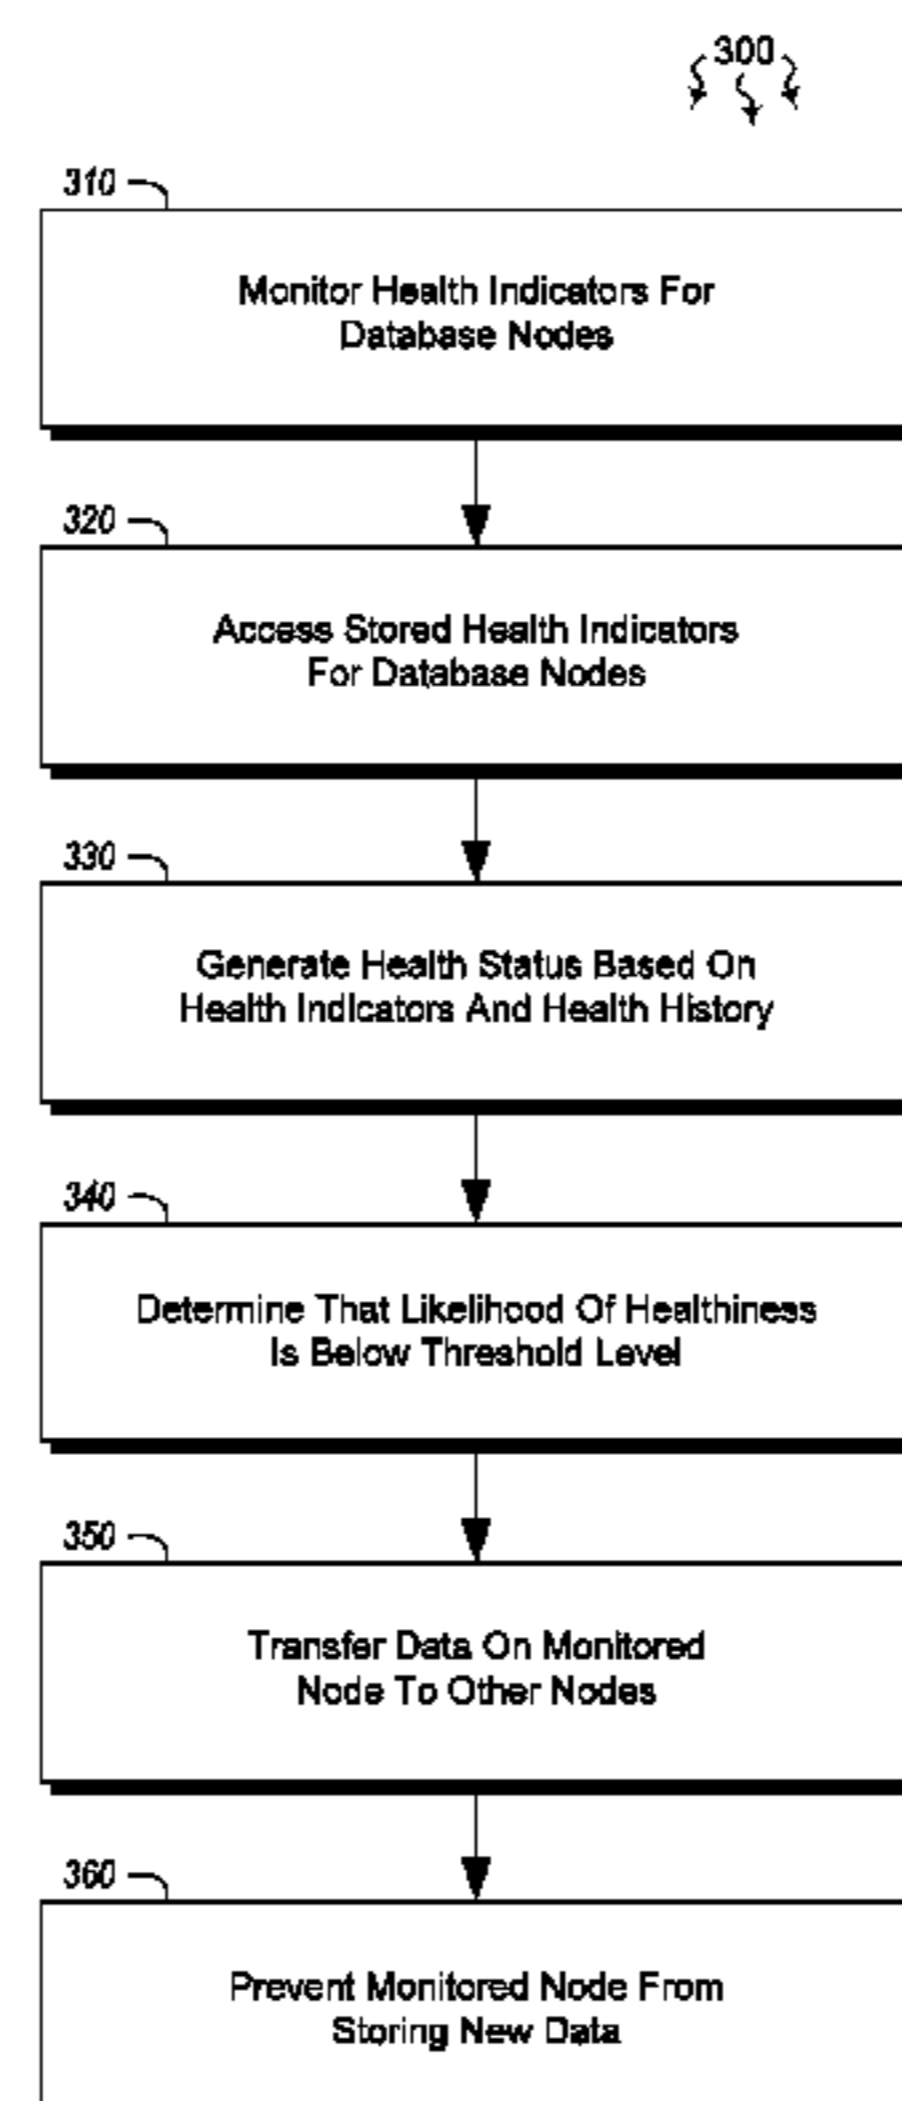 300
310
Monitor Health Indicators For
Database Nodes
320
Access Stored Health Indicators
For Database Nodes
330
Generate Health Status Based On
Health Indicators And Health History
340
Determine That Likelihood Of Healthiness
Is Below Threshold Level
350
Transfer Data On Monitored
Node To Other Nodes
360
Prevent Monitored Node From
Storing New Data